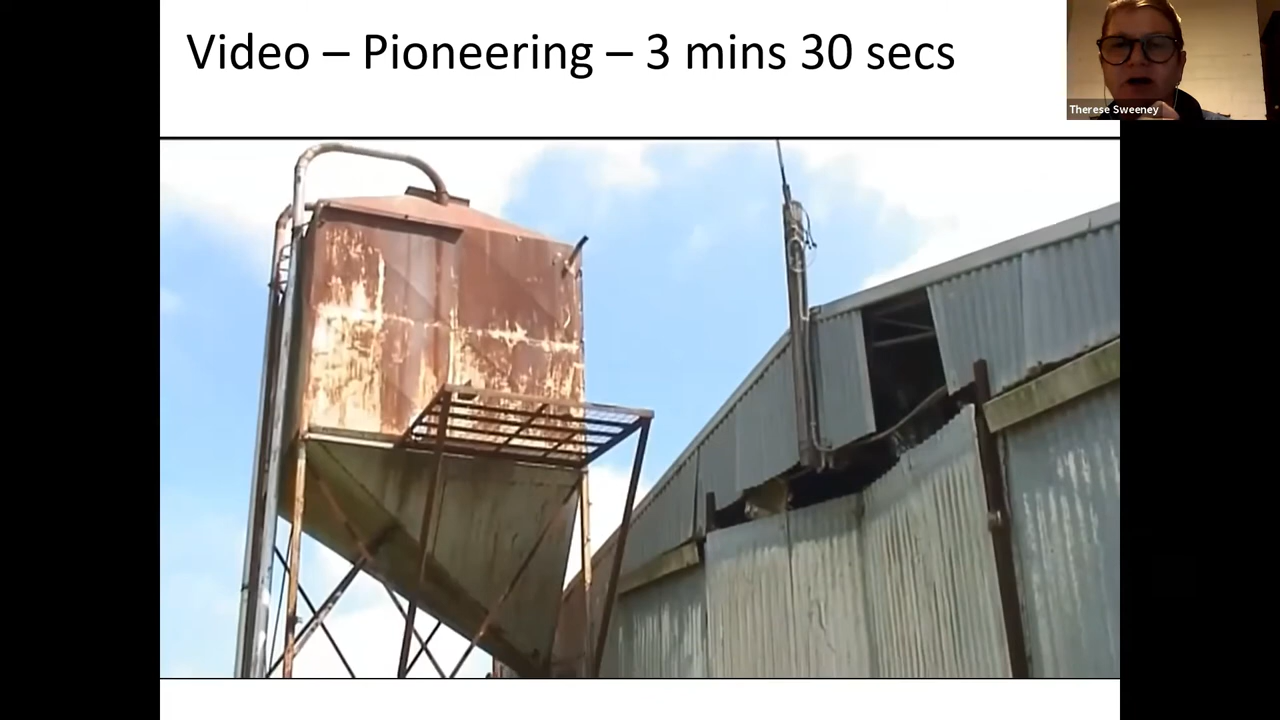 Video – Pioneering – 3 mins 30 secs
Therese Sweeney